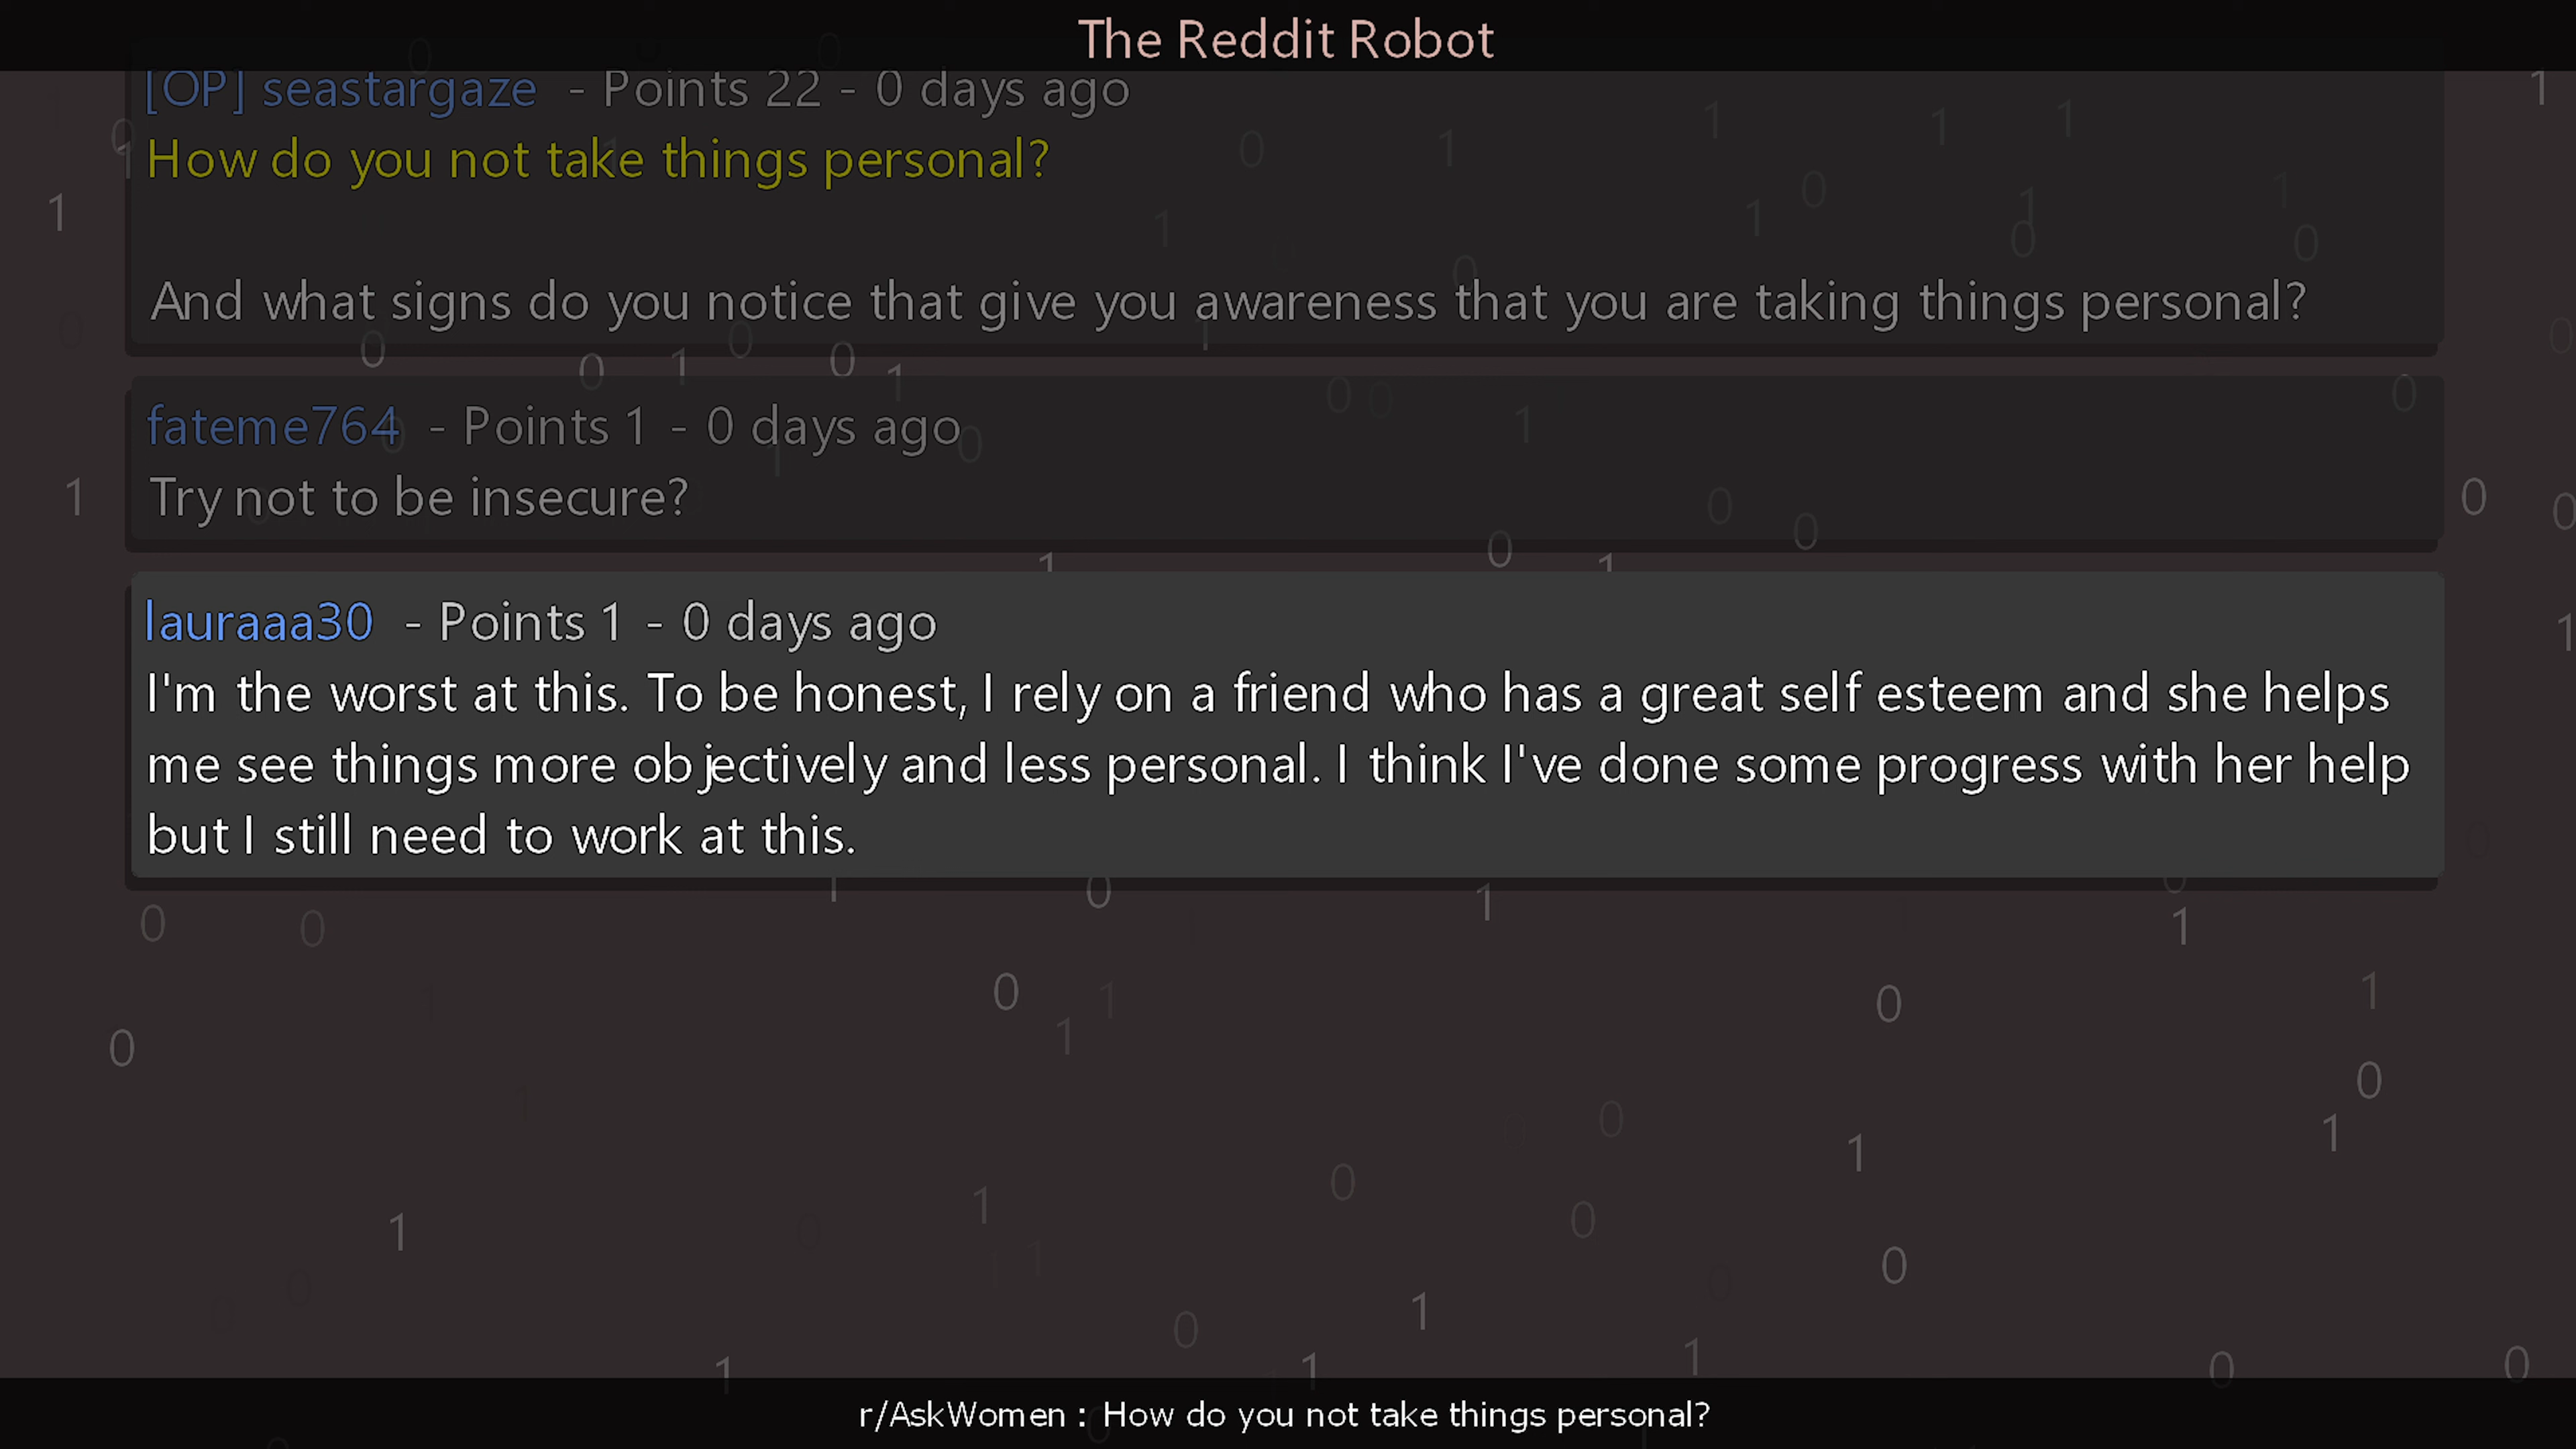 The Reddit Robot
[OP] seastargaze - Points 22 - 0 days ago
How do you not take things personal?
And what signs do you notice that give you awareness that you are taking things personal?
fateme764 - Points 1 - 0 days ago
Try not to be insecure?
lauraaa30 - Points 1 - 0 days ago
I'm the worst at this. To be honest, I rely on a friend who has a great self esteem and she helps
me see things more objectively and less personal. I think I've done some progress with her help
but I still need to work at this.
r/AskWomen : How do you not take things personal?